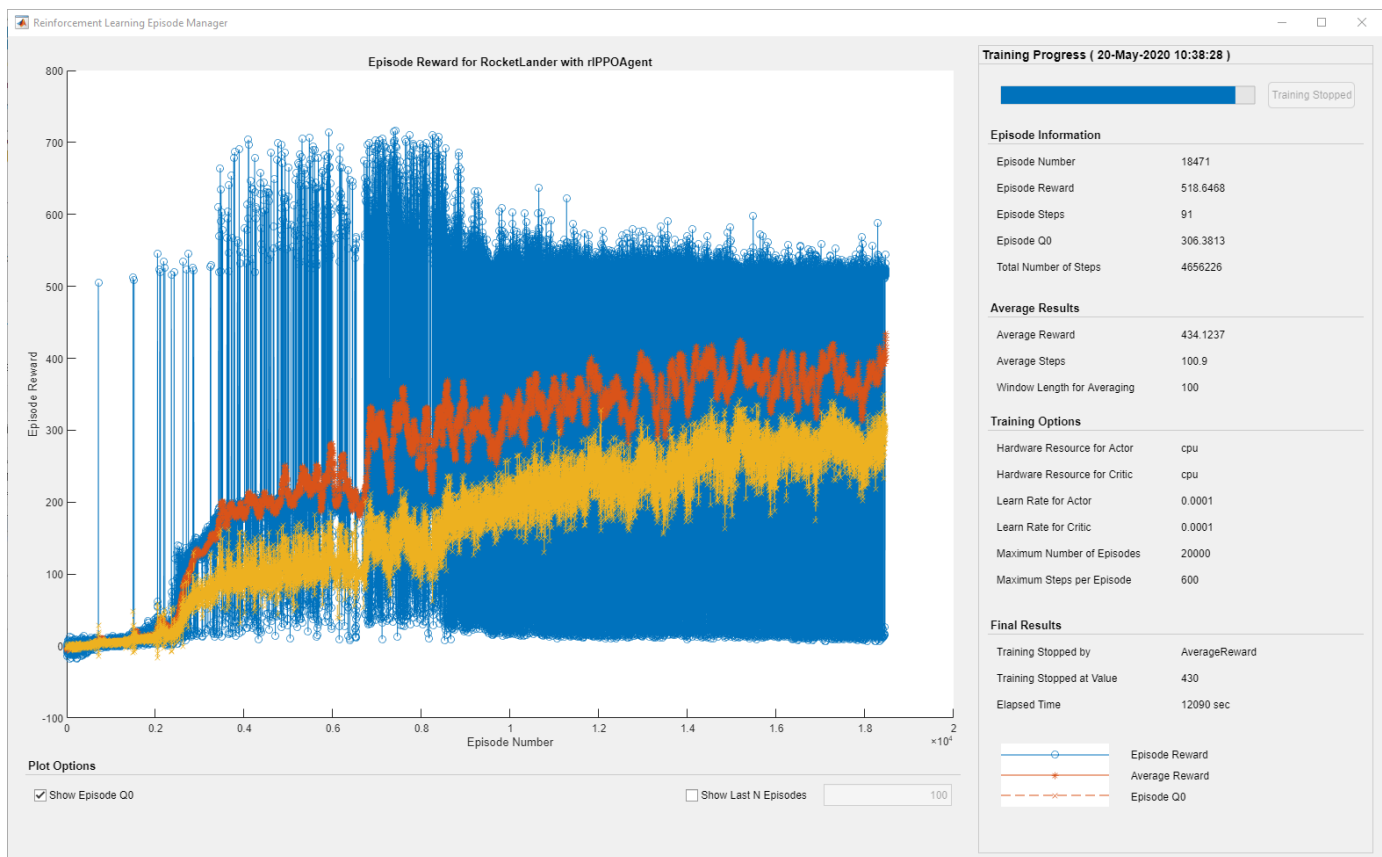 Reinforcement Learning Episode Manager
Episode Reward for RocketLander with rlPPOAgent
800
700
600
500
400
300
200
100
0
-100
Episode Reward
0 0.2 0.4 0.6 0.8 1 1.2 1.4 1.6 1.8 2
Episode Number
×10⁴
Plot Options
Show Episode Q0
Show Last N Episodes 100
Training Progress ( 20-May-2020 10:38:28 )
Training Stopped
Episode Information
Episode Number 18471
Episode Reward 518.6468
Episode Steps 91
Episode Q0 306.3813
Total Number of Steps 4656226
Average Results
Average Reward 434.1237
Average Steps 100.9
Window Length for Averaging 100
Training Options
Hardware Resource for Actor cpu
Hardware Resource for Critic cpu
Learn Rate for Actor 0.0001
Learn Rate for Critic 0.0001
Maximum Number of Episodes 20000
Maximum Steps per Episode 600
Final Results
Training Stopped by AverageReward
Training Stopped at Value 430
Elapsed Time 12090 sec
Episode Reward
Average Reward
Episode Q0